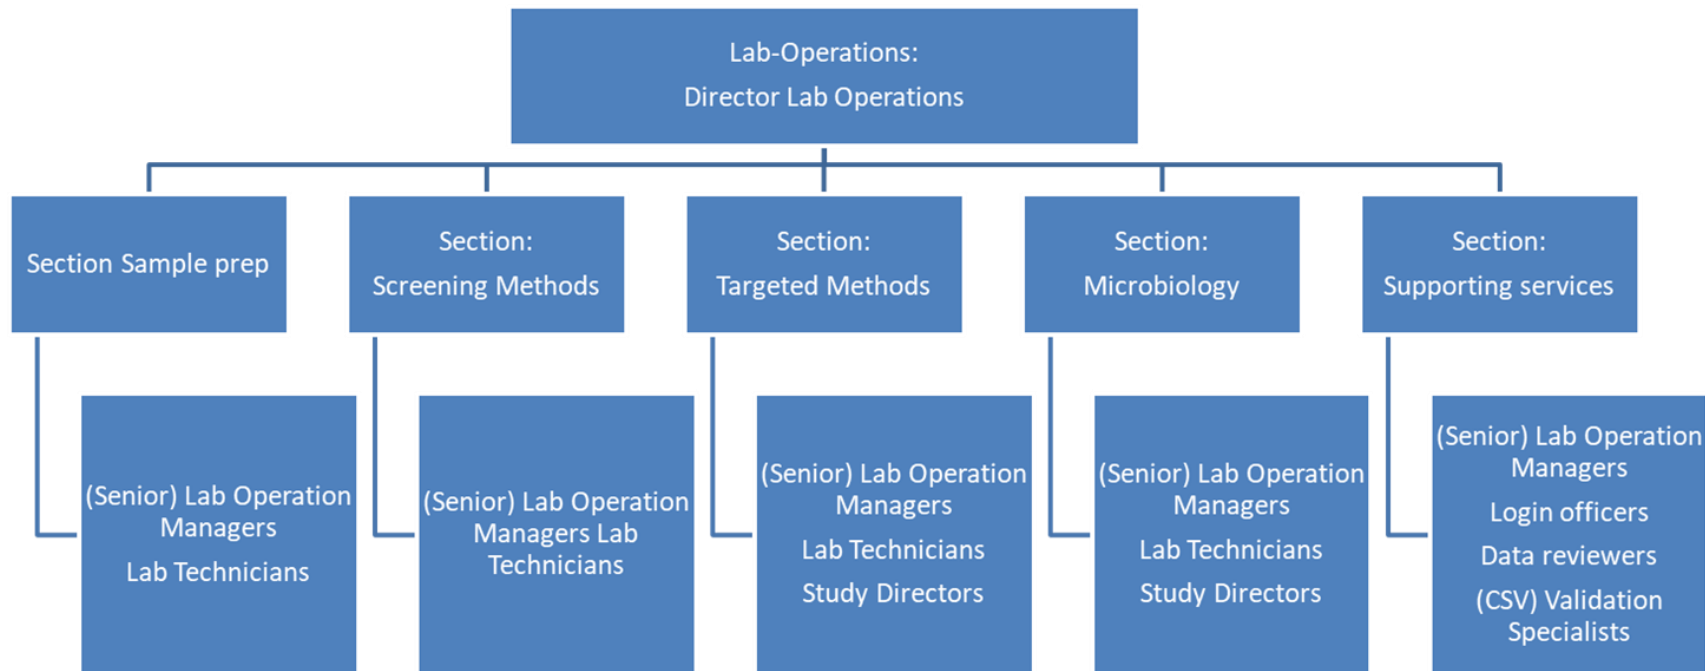 Lab-Operations:
Director Lab Operations
Section Sample prep
Section:
Screening Methods
Section:
Targeted Methods
Section:
Microbiology
Section:
Supporting services
(Senior) Lab Operation
Managers
Lab Technicians
(Senior) Lab Operation
Managers Lab
Technicians
(Senior) Lab Operation
Managers
Lab Technicians
Study Directors
(Senior) Lab Operation
Managers
Lab Technicians
Study Directors
(Senior) Lab Operation
Managers
Login officers
Data reviewers
(CSV) Validation
Specialists